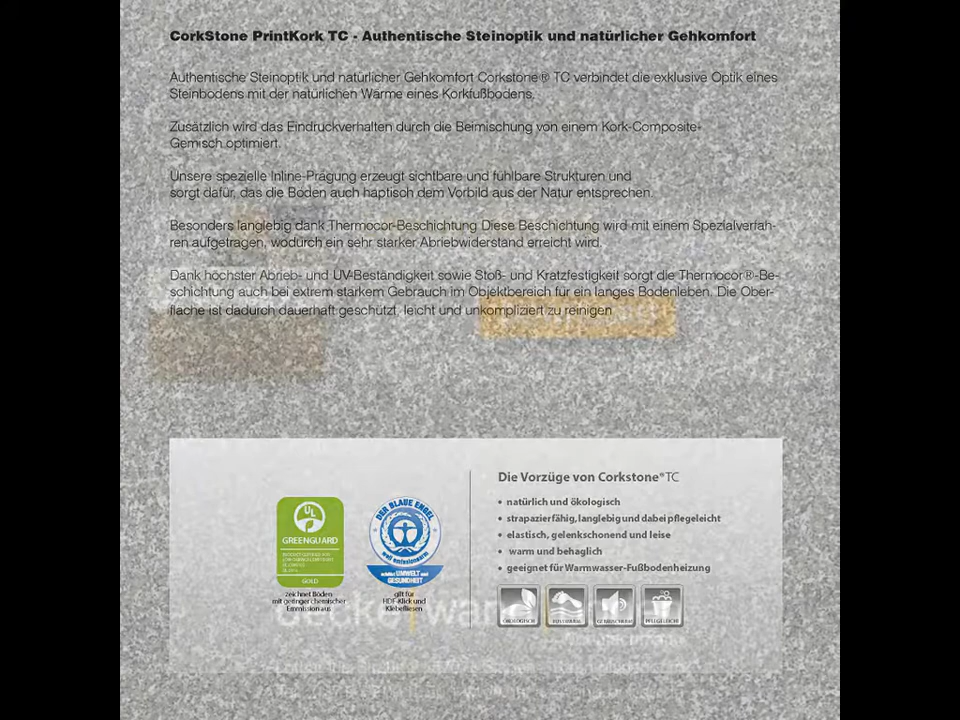 CorkStone PrintKork TC - Authentische Steinoptik und natürlicher Gehkomfort
Authentische Steinoptik und natürlicher Gehkomfort Corkstone® TC verbindet die exklusive Optik eines
Steinbodens mit der natürlichen Wärme eines Korkfußbodens.
Zusätzlich wird das Eindruckverhalten durch die Beimischung von einem Kork-Composite-
Gemisch optimiert.
Unsere spezielle Inline-Prägung erzeugt sichtbare und fühlbare Strukturen und
sorgt dafür, das die Böden auch haptisch dem Vorbild aus der Natur entsprechen.
Besonders langlebig dank Thermocor-Beschichtung Diese Beschichtung wird mit einem Spezialverfah-
ren aufgetragen, wodurch ein sehr starker Abriebwiderstand erreicht wird.
Dank höchster Abrieb- und UV-Beständigkeit sowie Stoß- und Kratzfestigkeit sorgt die Thermocor®-Be-
schichtung auch bei extrem starkem Gebrauch im Objektbereich für ein langes Bodenleben. Die Ober-
fläche ist dadurch dauerhaft geschützt, leicht und unkompliziert zu reinigen
Die Vorzüge von Corkstone® TC
• natürlich und ökologisch
• strapazierfähig, langlebig und dabei pflegeleicht
• elastisch, gelenkschonend und leise
• warm und behaglich
• geeignet für Warmwasser-Fußbodenheizung
UL
GREENGUARD
GOLD
zeichnet Böden
mit geringer chemischer
Emmission aus
DER BLAUE ENGEL
weil emissionsarm
schützt UMWELT und
GESUNDHEIT
gilt für
HDF-Klick und
Klebefliesen
ÖKOLOGISCH
FUSSWARM
GERÄUSCHARM
PFLEGELEICHT